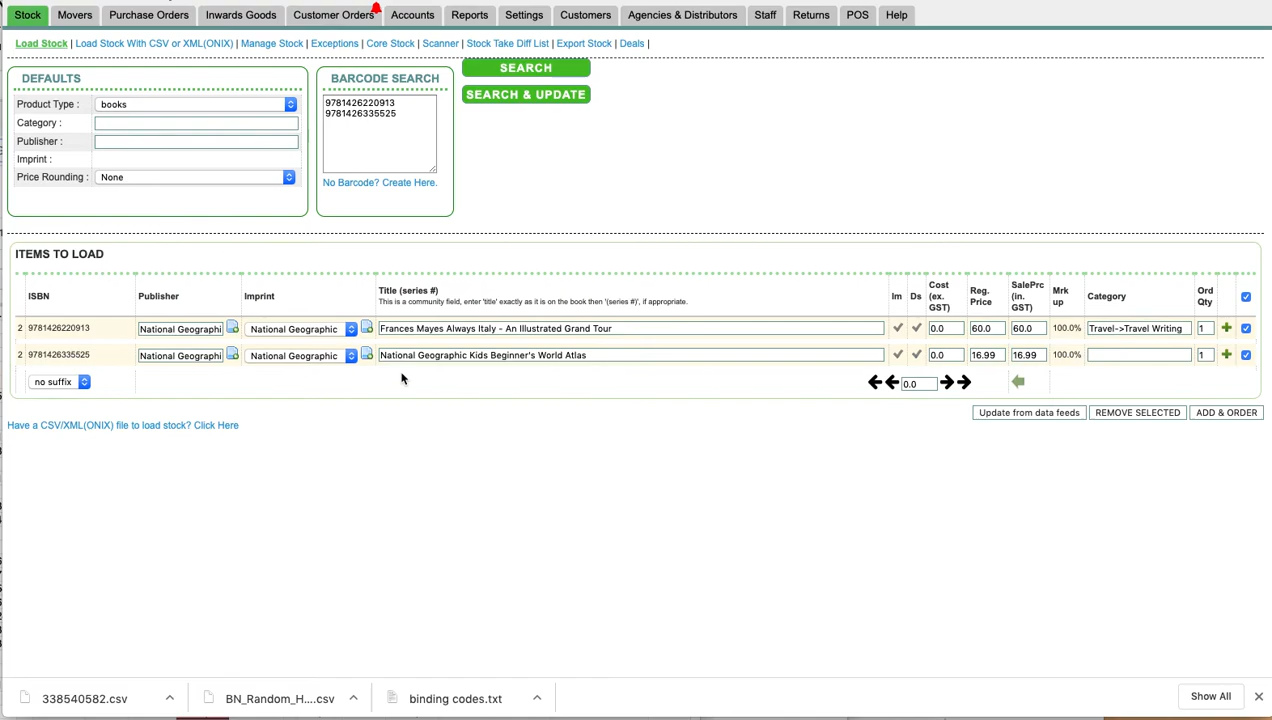 Stock Movers Purchase Orders Inwards Goods Customer Orders Accounts Reports Settings Customers Agencies & Distributors Staff Returns POS Help
Load Stock | Load Stock With CSV or XML(ONIX) | Manage Stock | Exceptions | Core Stock | Scanner | Stock Take Diff List | Export Stock | Deals |
DEFAULTS
Product Type : books
Category :
Publisher :
Imprint :
Price Rounding : None
BARCODE SEARCH
9781426220913
9781426335525
No Barcode? Create Here.
SEARCH
SEARCH & UPDATE
ITEMS TO LOAD
ISBN Publisher Imprint Title (series #) Im Ds Cost (ex. GST) Reg. Price SalePrc (in. GST) Mrk up Category Ord Qty
This is a community field, enter 'title' exactly as it is on the book then '(series #)', if appropriate.
2 9781426220913 National Geographi National Geographic Frances Mayes Always Italy - An Illustrated Grand Tour 0.0 60.0 60.0 100.0% Travel->Travel Writing 1
2 9781426335525 National Geographi National Geographic National Geographic Kids Beginner's World Atlas 0.0 16.99 16.99 100.0% 1
no suffix 0.0
Update from data feeds REMOVE SELECTED ADD & ORDER
Have a CSV/XML(ONIX) file to load stock? Click Here
338540582.csv BN_Random_H....csv binding codes.txt Show All